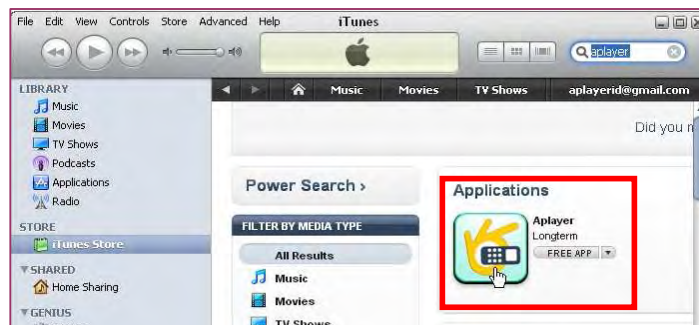 File Edit View Controls Store Advanced Help
iTunes
aplayer
LIBRARY
Music
Movies
TV Shows
Podcasts
Applications
Radio
STORE
iTunes Store
SHARED
Home Sharing
GENIUS
Music Movies TV Shows aplayerid@gmail.com
Did you
Power Search ›
FILTER BY MEDIA TYPE
All Results
Music
Movies
TV Shows
Applications
Aplayer
Longterm
FREE APP